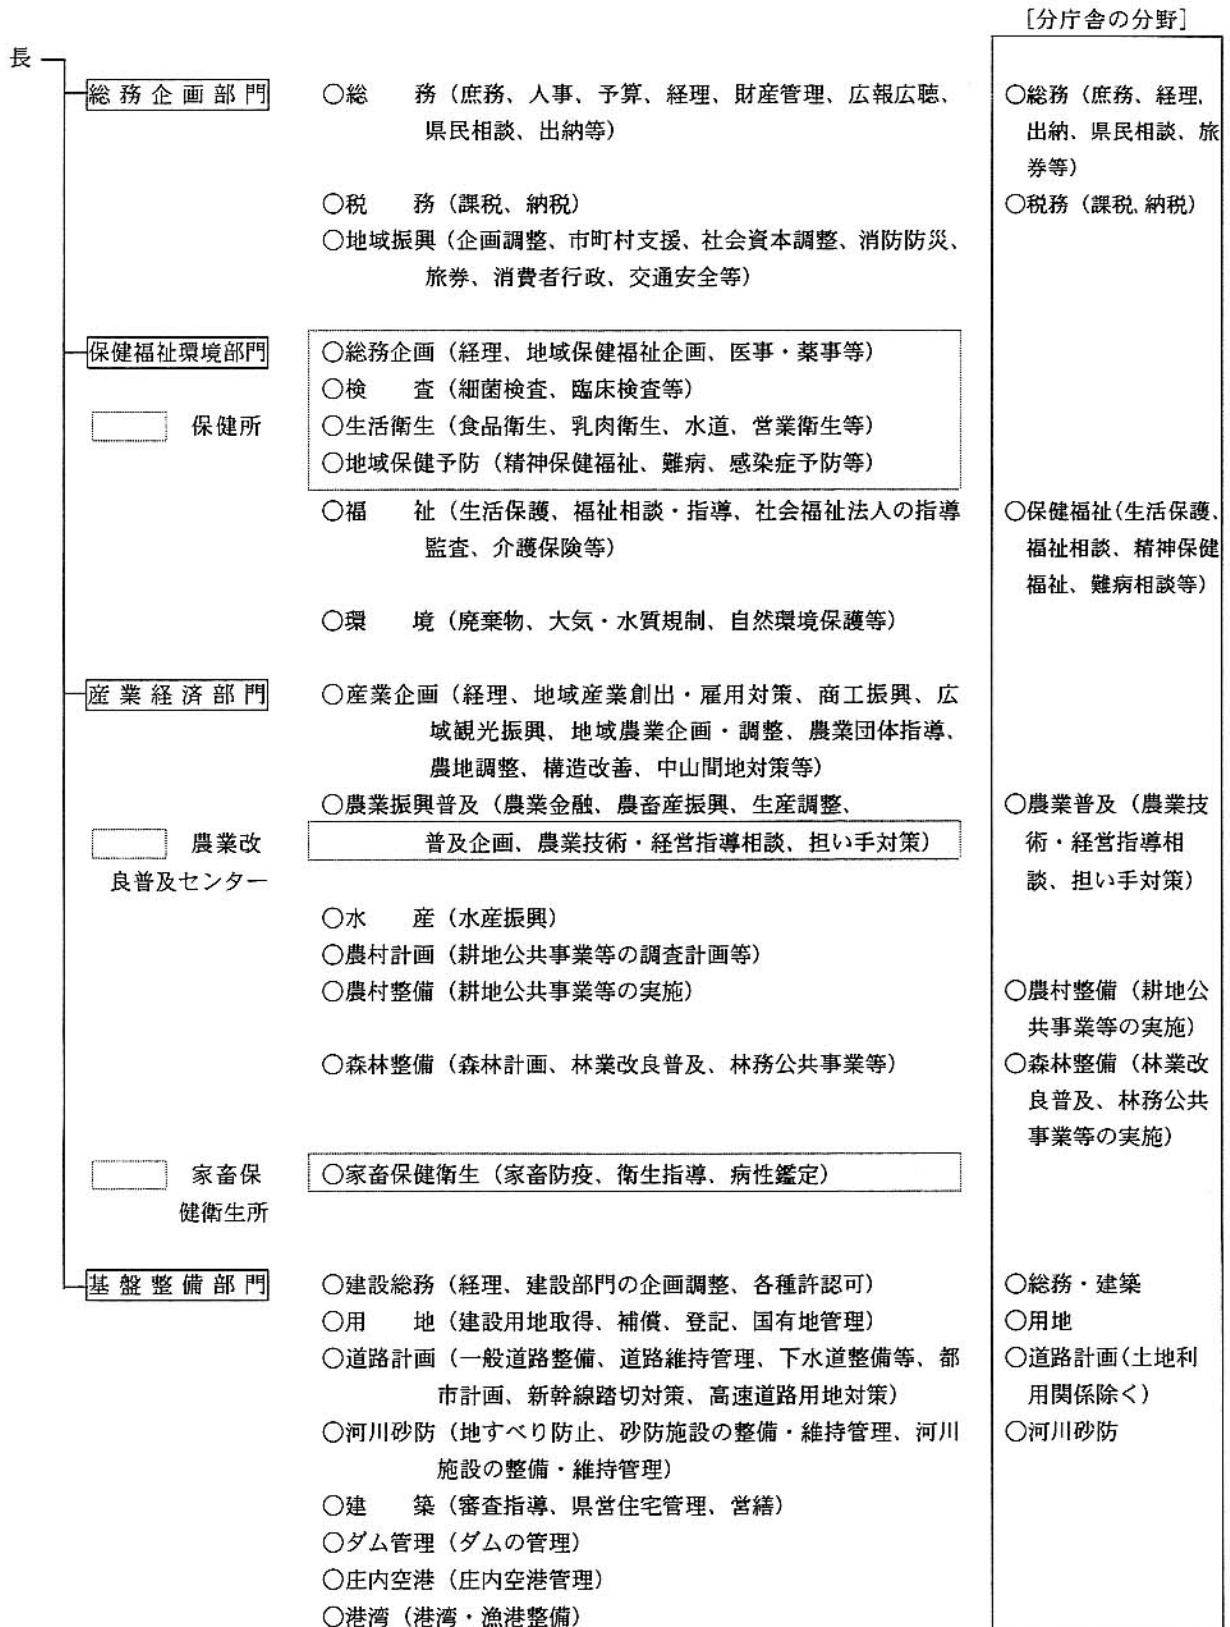 [分庁舎の分野]
長
総務企画部門
○総　　務（庶務、人事、予算、経理、財産管理、広報広聴、
県民相談、出納等）
○総務（庶務、経理、
出納、県民相談、旅
券等）
○税　　務（課税、納税）
○税務（課税、納税）
○地域振興（企画調整、市町村支援、社会資本調整、消防防災、
旅券、消費者行政、交通安全等）
保健福祉環境部門
○総務企画（経理、地域保健福祉企画、医事・薬事等）
○検　　査（細菌検査、臨床検査等）
保健所
○生活衛生（食品衛生、乳肉衛生、水道、営業衛生等）
○地域保健予防（精神保健福祉、難病、感染症予防等）
○福　　祉（生活保護、福祉相談・指導、社会福祉法人の指導
監査、介護保険等）
○保健福祉（生活保護、
福祉相談、精神保健
福祉、難病相談等）
○環　　境（廃棄物、大気・水質規制、自然環境保護等）
産業経済部門
○産業企画（経理、地域産業創出・雇用対策、商工振興、広
域観光振興、地域農業企画・調整、農業団体指導、
農地調整、構造改善、中山間地対策等）
○農業振興普及（農業金融、農畜産振興、生産調整、
普及企画、農業技術・経営指導相談、担い手対策）
農業改
良普及センター
○農業普及（農業技
術・経営指導相
談、担い手対策）
○水　　産（水産振興）
○農村計画（耕地公共事業等の調査計画等）
○農村整備（耕地公共事業等の実施）
○農村整備（耕地公
共事業等の実施）
○森林整備（森林計画、林業改良普及、林務公共事業等）
○森林整備（林業改
良普及、林務公共
事業等の実施）
家畜保
健衛生所
○家畜保健衛生（家畜防疫、衛生指導、病性鑑定）
基盤整備部門
○建設総務（経理、建設部門の企画調整、各種許認可）
○総務・建築
○用　　地（建設用地取得、補償、登記、国有地管理）
○用地
○道路計画（一般道路整備、道路維持管理、下水道整備等、都
市計画、新幹線踏切対策、高速道路用地対策）
○道路計画（土地利
用関係除く）
○河川砂防（地すべり防止、砂防施設の整備・維持管理、河川
施設の整備・維持管理）
○河川砂防
○建　　築（審査指導、県営住宅管理、営繕）
○ダム管理（ダムの管理）
○庄内空港（庄内空港管理）
○港湾（港湾・漁港整備）